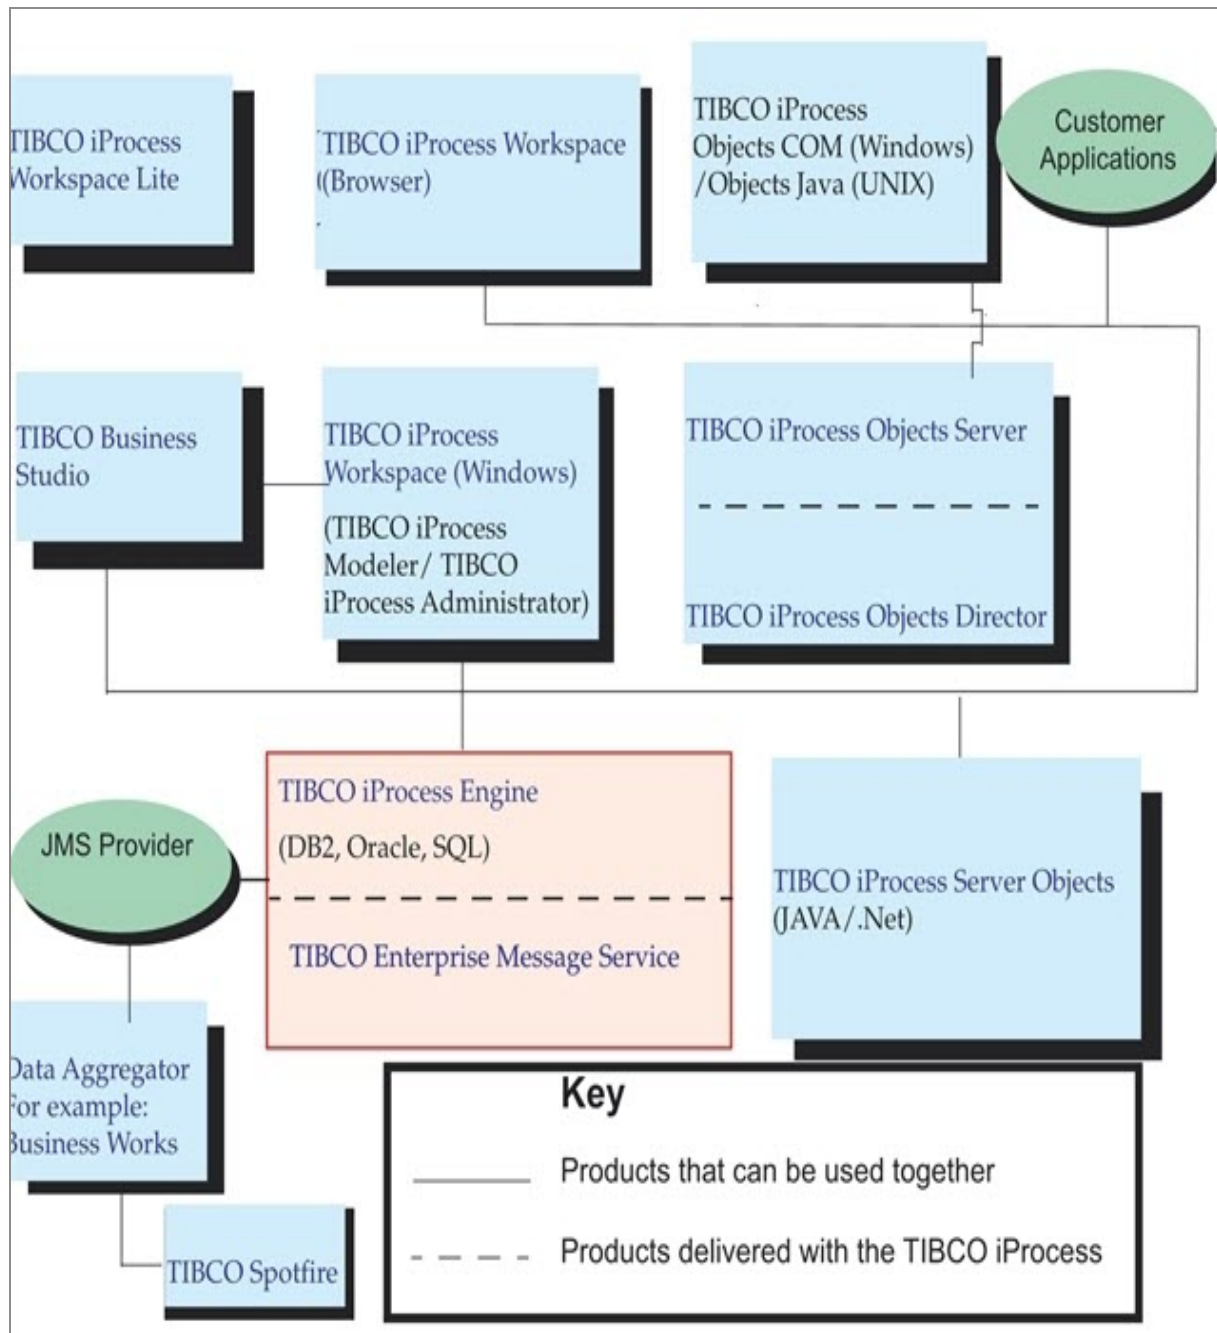 TIBCO iProcess
Workspace Lite
TIBCO iProcess Workspace
((Browser)
TIBCO iProcess
Objects COM (Windows)
/Objects Java (UNIX)
Customer
Applications
TIBCO Business
Studio
TIBCO iProcess
Workspace (Windows)
(TIBCO iProcess
Modeler/ TIBCO
iProcess Administrator)
TIBCO iProcess Objects Server
TIBCO iProcess Objects Director
JMS Provider
TIBCO iProcess Engine
(DB2, Oracle, SQL)
TIBCO Enterprise Message Service
TIBCO iProcess Server Objects
(JAVA/.Net)
Data Aggregator
For example:
Business Works
TIBCO Spotfire
Key
Products that can be used together
Products delivered with the TIBCO iProcess